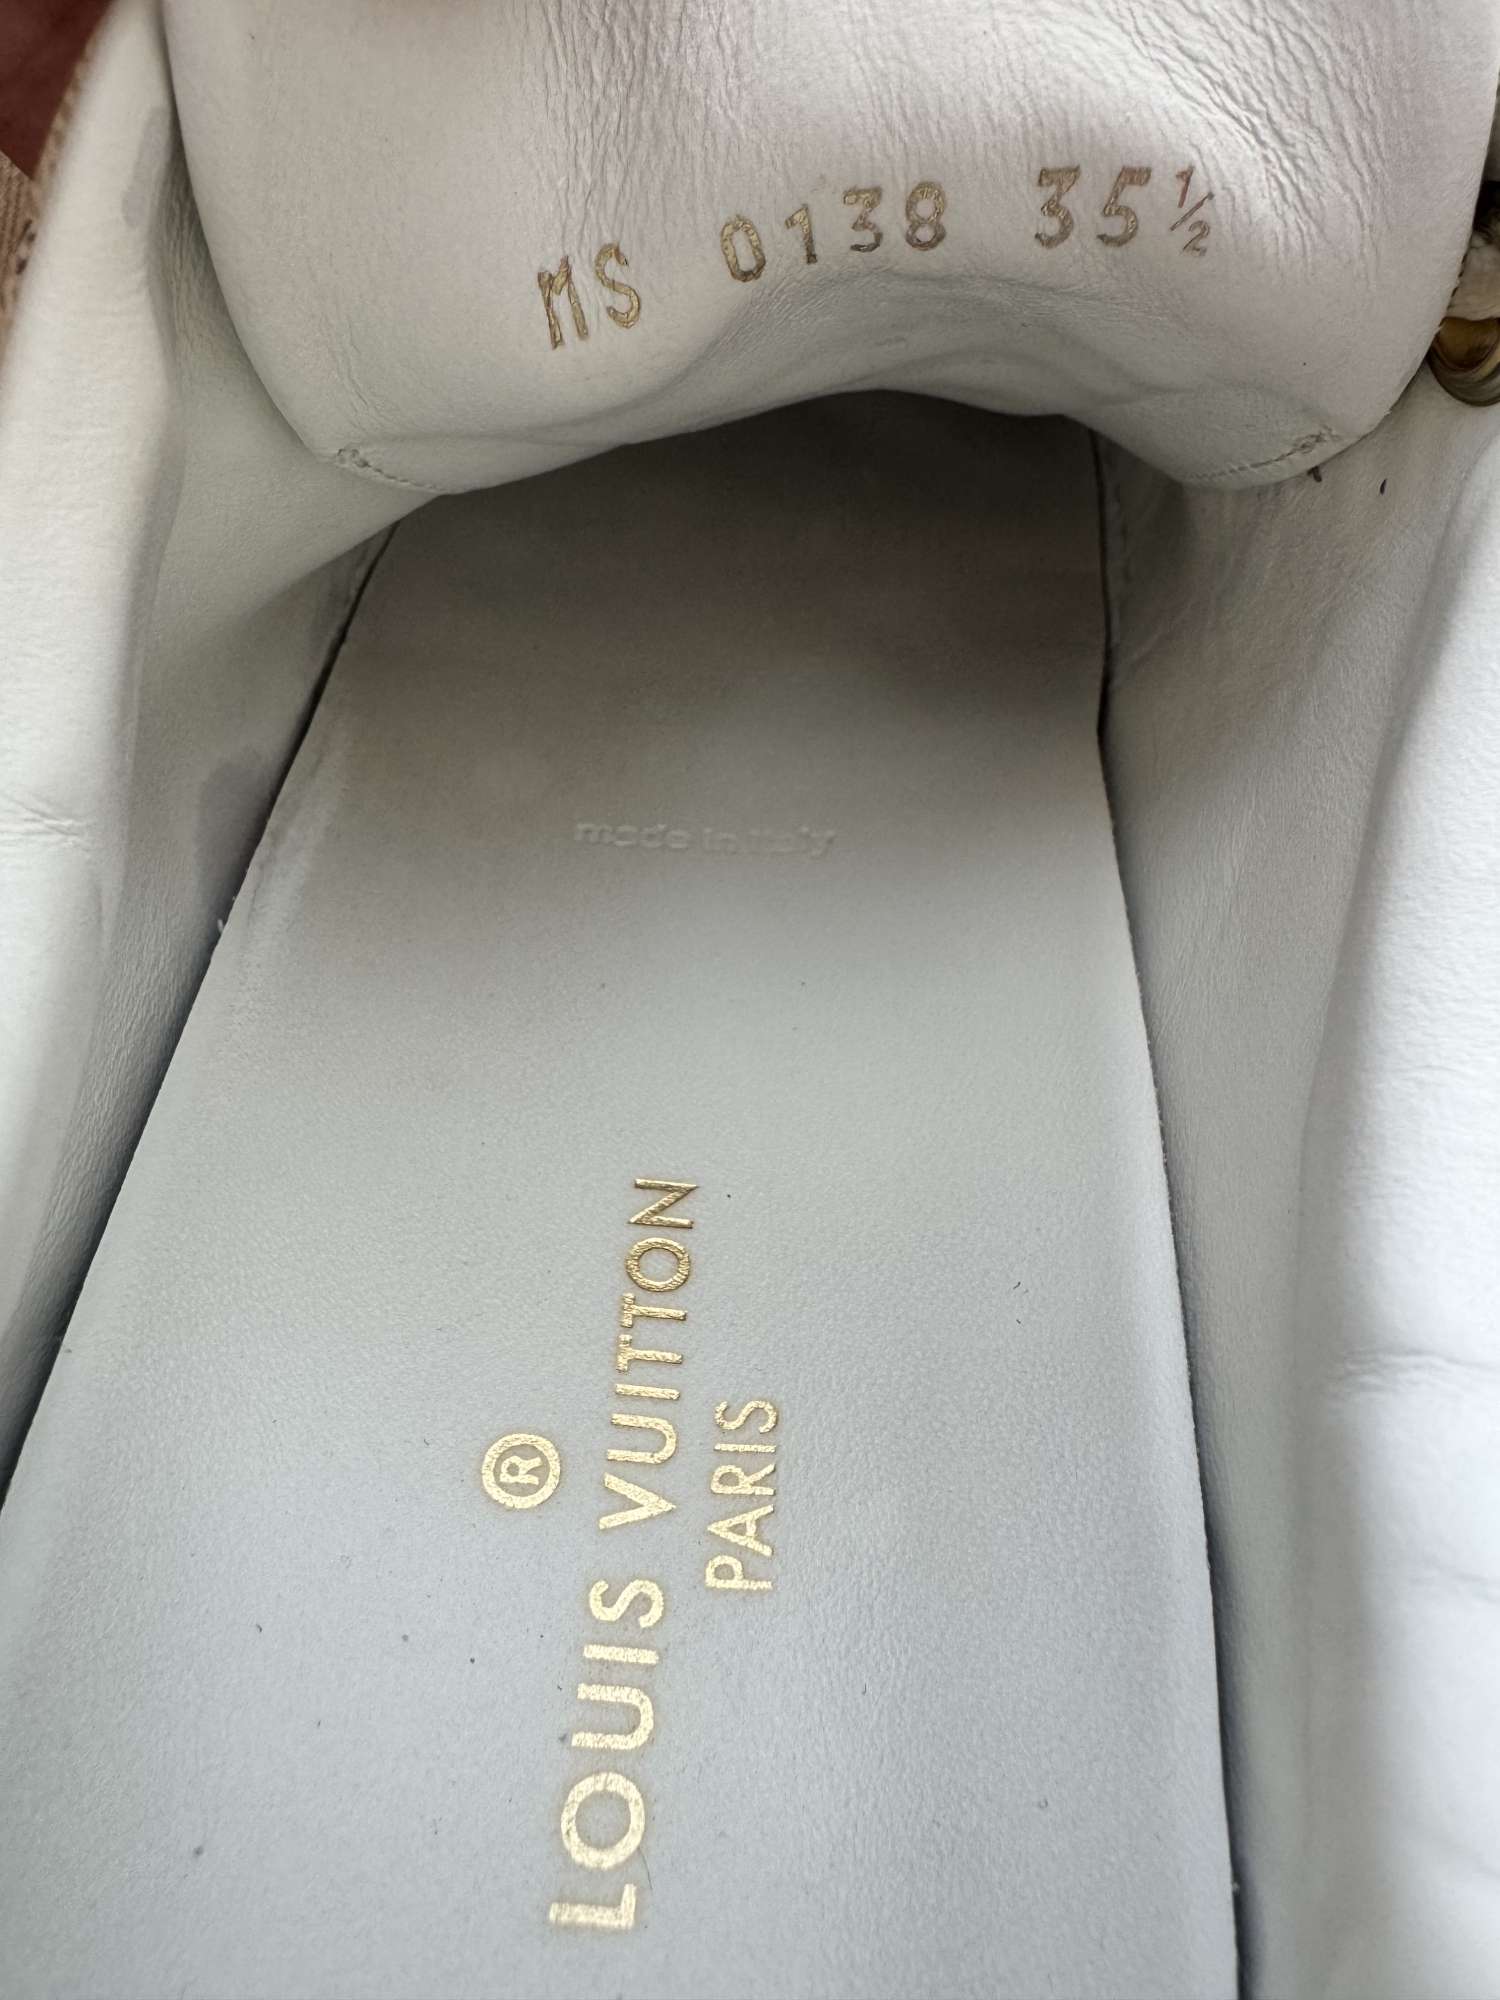 MS 0138 35½
made in italy
®
LOUIS VUITTON
PARIS